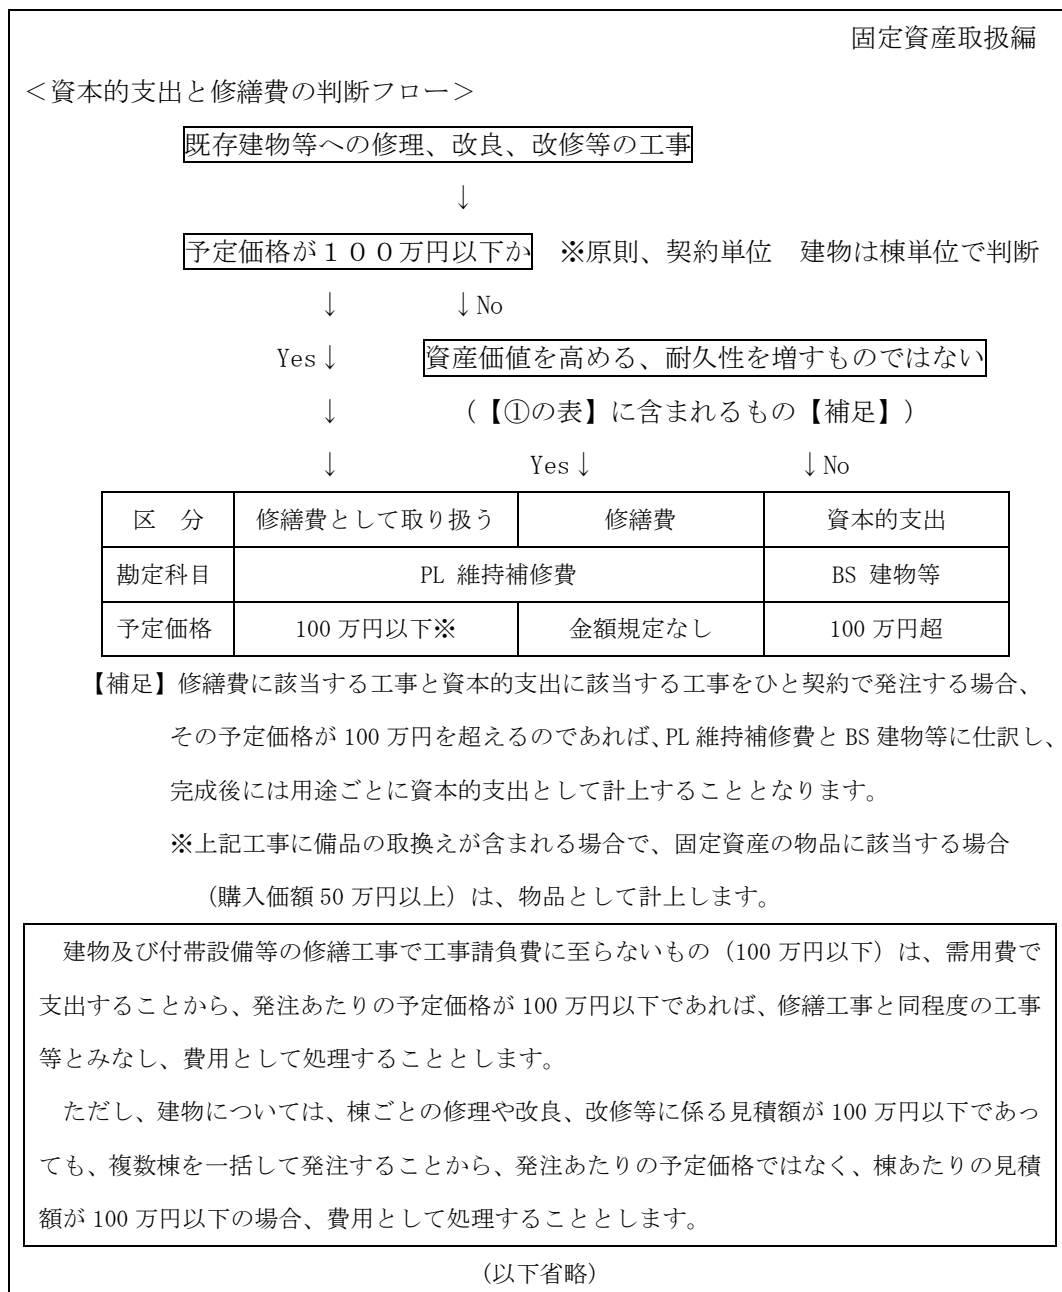 固定資産取扱編
＜資本的支出と修繕費の判断フロー＞
既存建物等への修理、改良、改修等の工事
↓
予定価格が１００万円以下か　※原則、契約単位　建物は棟単位で判断
↓　↓No
Yes↓　資産価値を高める、耐久性を増すものではない
↓　（【①の表】に含まれるもの【補足】）
↓　Yes↓　↓No
区　分　修繕費として取り扱う　修繕費　資本的支出
勘定科目　PL 維持補修費　BS 建物等
予定価格　100 万円以下※　金額規定なし　100 万円超
【補足】修繕費に該当する工事と資本的支出に該当する工事をひと契約で発注する場合、
その予定価格が 100 万円を超えるのであれば、PL 維持補修費と BS 建物等に仕訳し、
完成後には用途ごとに資本的支出として計上することとなります。
※上記工事に備品の取換えが含まれる場合で、固定資産の物品に該当する場合
（購入価額 50 万円以上）は、物品として計上します。
建物及び付帯設備等の修繕工事で工事請負費に至らないもの（100 万円以下）は、需用費で
支出することから、発注あたりの予定価格が 100 万円以下であれば、修繕工事と同程度の工事
等とみなし、費用として処理することとします。
ただし、建物については、棟ごとの修理や改良、改修等に係る見積額が 100 万円以下であっ
ても、複数棟を一括して発注することから、発注あたりの予定価格ではなく、棟あたりの見積
額が 100 万円以下の場合、費用として処理することとします。
（以下省略）